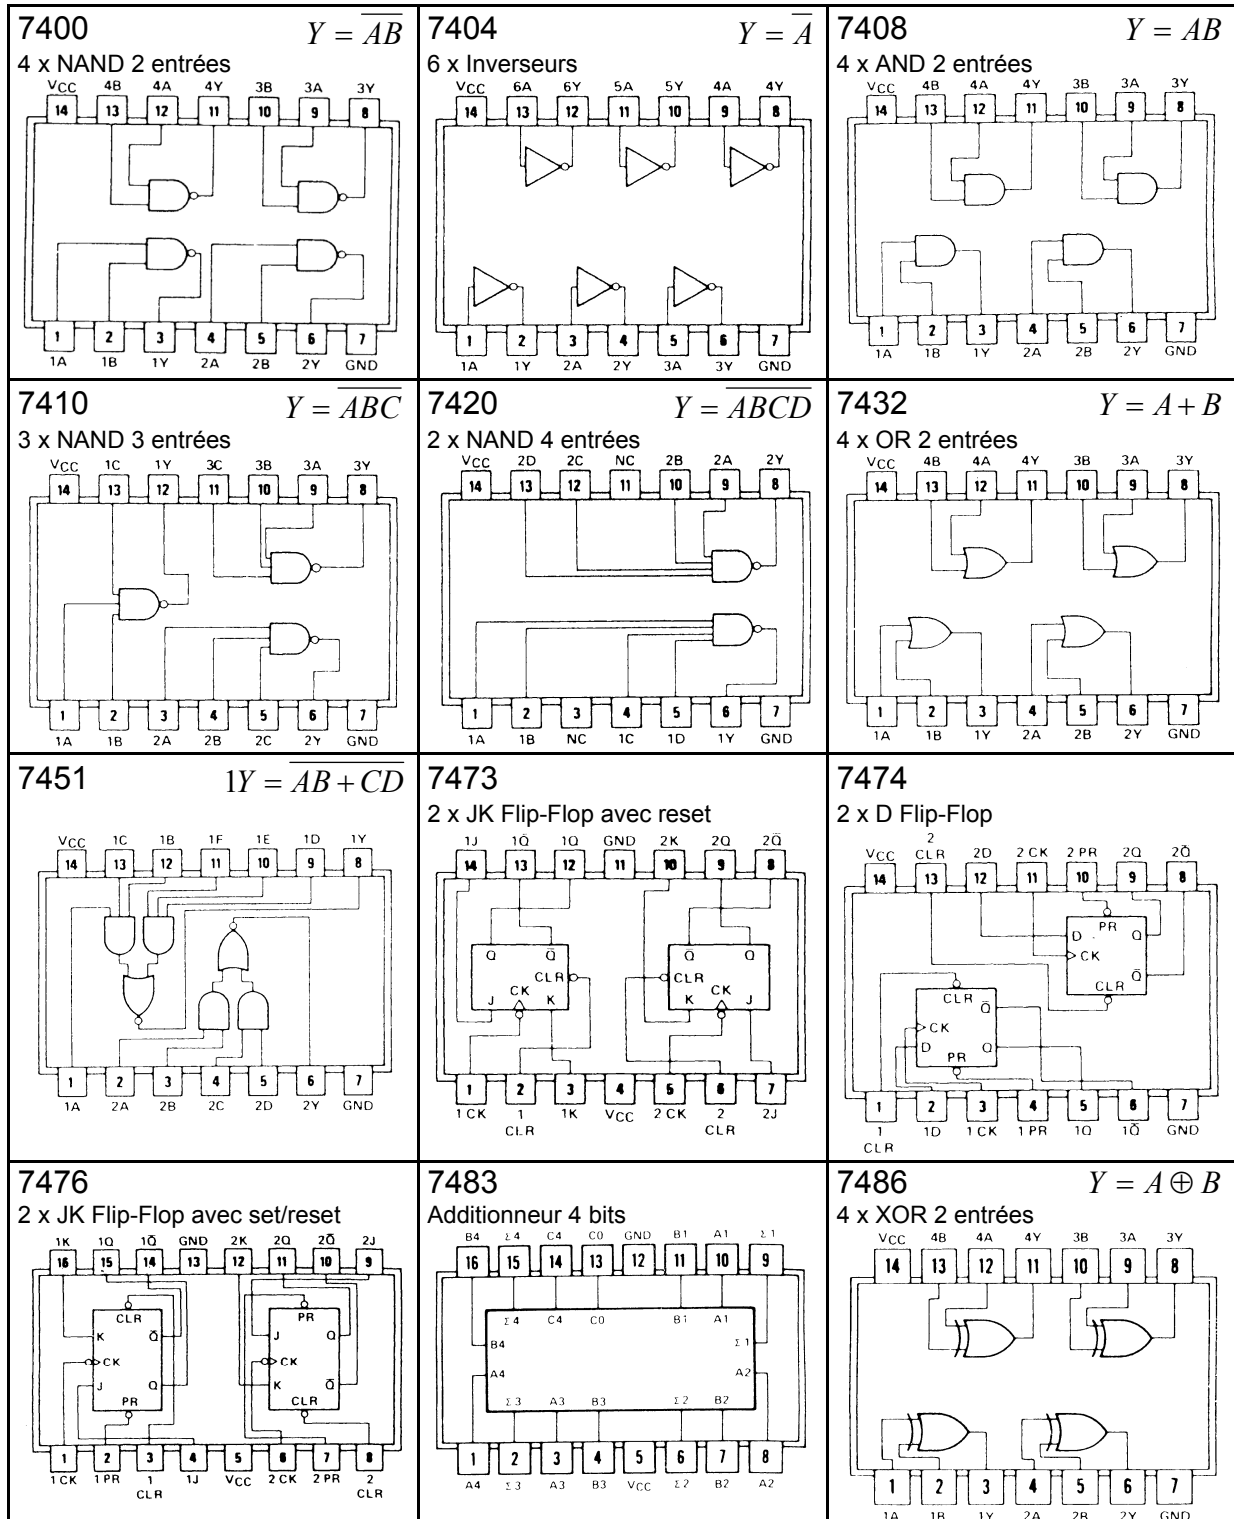 7400 Y = \overline{AB}
4 x NAND 2 entrées
VCC 4B 4A 4Y 3B 3A 3Y
14 13 12 11 10 9 8
1 2 3 4 5 6 7
1A 1B 1Y 2A 2B 2Y GND
7404 Y = \overline{A}
6 x Inverseurs
VCC 6A 6Y 5A 5Y 4A 4Y
14 13 12 11 10 9 8
1 2 3 4 5 6 7
1A 1Y 2A 2Y 3A 3Y GND
7408 Y = AB
4 x AND 2 entrées
VCC 4B 4A 4Y 3B 3A 3Y
14 13 12 11 10 9 8
1 2 3 4 5 6 7
1A 1B 1Y 2A 2B 2Y GND
7410 Y = \overline{ABC}
3 x NAND 3 entrées
VCC 1C 1Y 3C 3B 3A 3Y
14 13 12 11 10 9 8
1 2 3 4 5 6 7
1A 1B 2A 2B 2C 2Y GND
7420 Y = \overline{ABCD}
2 x NAND 4 entrées
VCC 2D 2C NC 2B 2A 2Y
14 13 12 11 10 9 8
1 2 3 4 5 6 7
1A 1B NC 1C 1D 1Y GND
7432 Y = A + B
4 x OR 2 entrées
VCC 4B 4A 4Y 3B 3A 3Y
14 13 12 11 10 9 8
1 2 3 4 5 6 7
1A 1B 1Y 2A 2B 2Y GND
7451 1Y = \overline{AB + CD}
VCC 1C 1B 1F 1E 1D 1Y
14 13 12 11 10 9 8
1 2 3 4 5 6 7
1A 2A 2B 2C 2D 2Y GND
7473
2 x JK Flip-Flop avec reset
1J 1Q̄ 1Q GND 2K 2Q 2Q̄
14 13 12 11 10 9 8
Q Q̄ Q̄ Q
CLR CLR
CK CK
J K K J
1 2 3 4 5 6 7
1 CK 1 CLR 1K VCC 2 CK 2 CLR 2J
7474
2 x D Flip-Flop
VCC 2 CLR 2D 2 CK 2 PR 2Q 2Q̄
14 13 12 11 10 9 8
PR
D Q
CK
Q̄
CLR
CLR
Q̄
CK
D Q
PR
1 2 3 4 5 6 7
1 CLR 1D 1 CK 1 PR 1Q 1Q̄ GND
7476
2 x JK Flip-Flop avec set/reset
1K 1Q 1Q̄ GND 2K 2Q 2Q̄ 2J
16 15 14 13 12 11 10 9
CLR PR
K Q̄ J Q
CK CK
J Q K Q̄
PR CLR
1 2 3 4 5 6 7 8
1 CK 1 PR 1 CLR 1J VCC 2 CK 2 PR 2 CLR
7483
Additionneur 4 bits
B4 Σ4 C4 C0 GND B1 A1 Σ1
16 15 14 13 12 11 10 9
Σ4 C4 C0 B1 A1
B4 Σ1
A4 A2
Σ3 A3 B3 Σ2 B2
1 2 3 4 5 6 7 8
A4 Σ3 A3 B3 VCC Σ2 B2 A2
7486 Y = A ⊕ B
4 x XOR 2 entrées
VCC 4B 4A 4Y 3B 3A 3Y
14 13 12 11 10 9 8
1 2 3 4 5 6 7
1A 1B 1Y 2A 2B 2Y GND